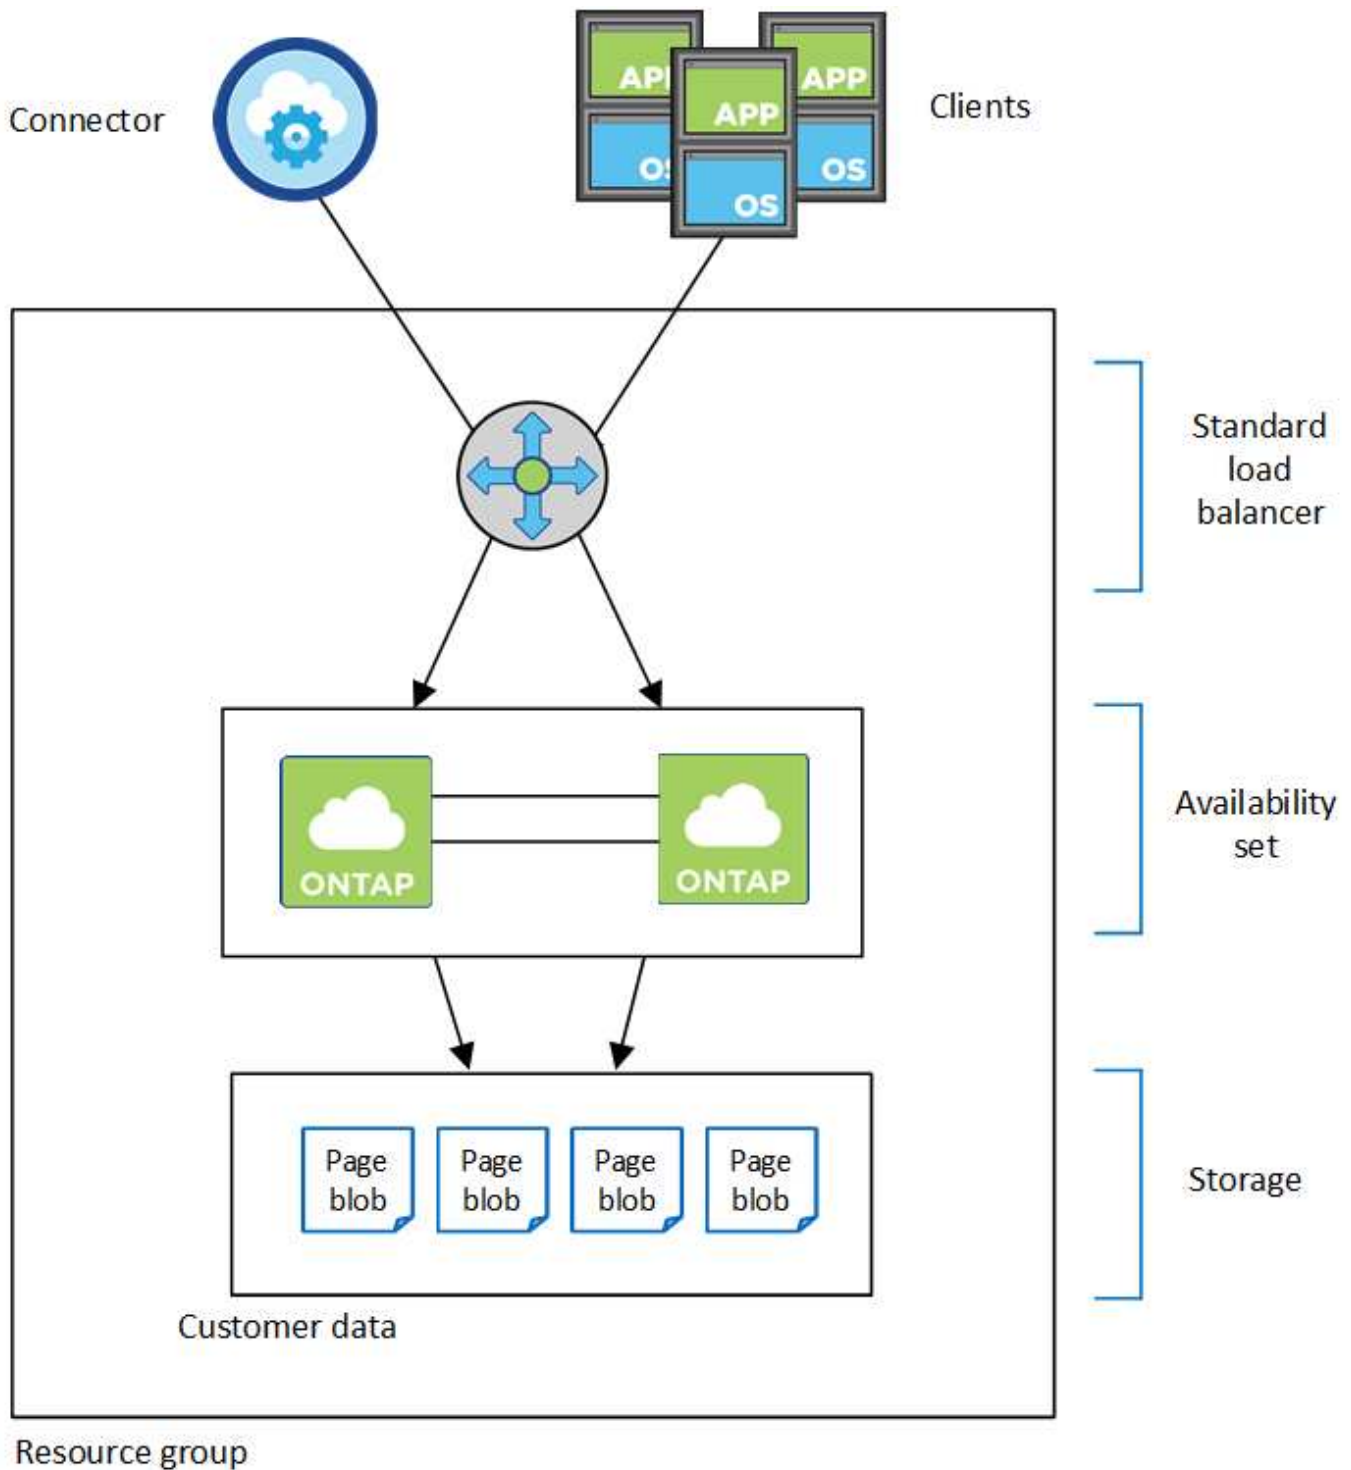 Connector
APP
OS
APP
OS
APP
OS
Clients
Standard
load
balancer
ONTAP
ONTAP
Availability
set
Page
blob
Page
blob
Page
blob
Page
blob
Storage
Customer data
Resource group